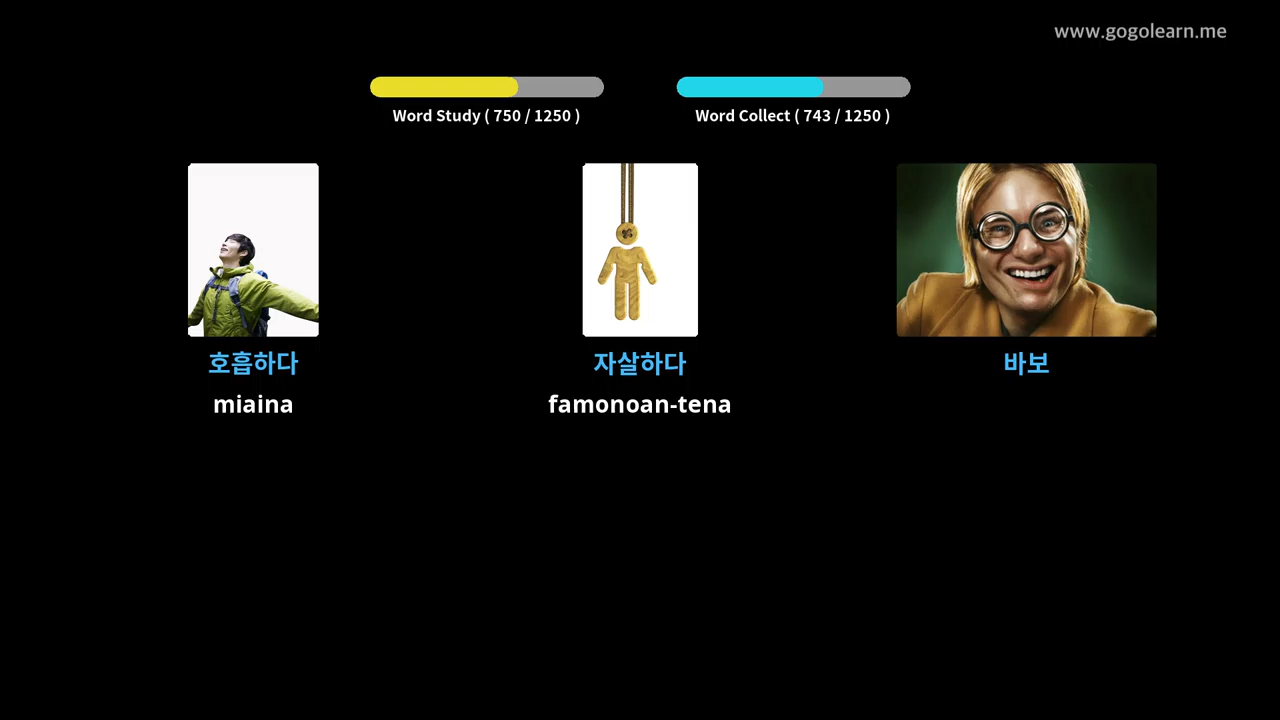 www.gogolearn.me
Word Study ( 750 / 1250 )
Word Collect ( 743 / 1250 )
호흡하다
자살하다
바보
miaina
famonoan-tena